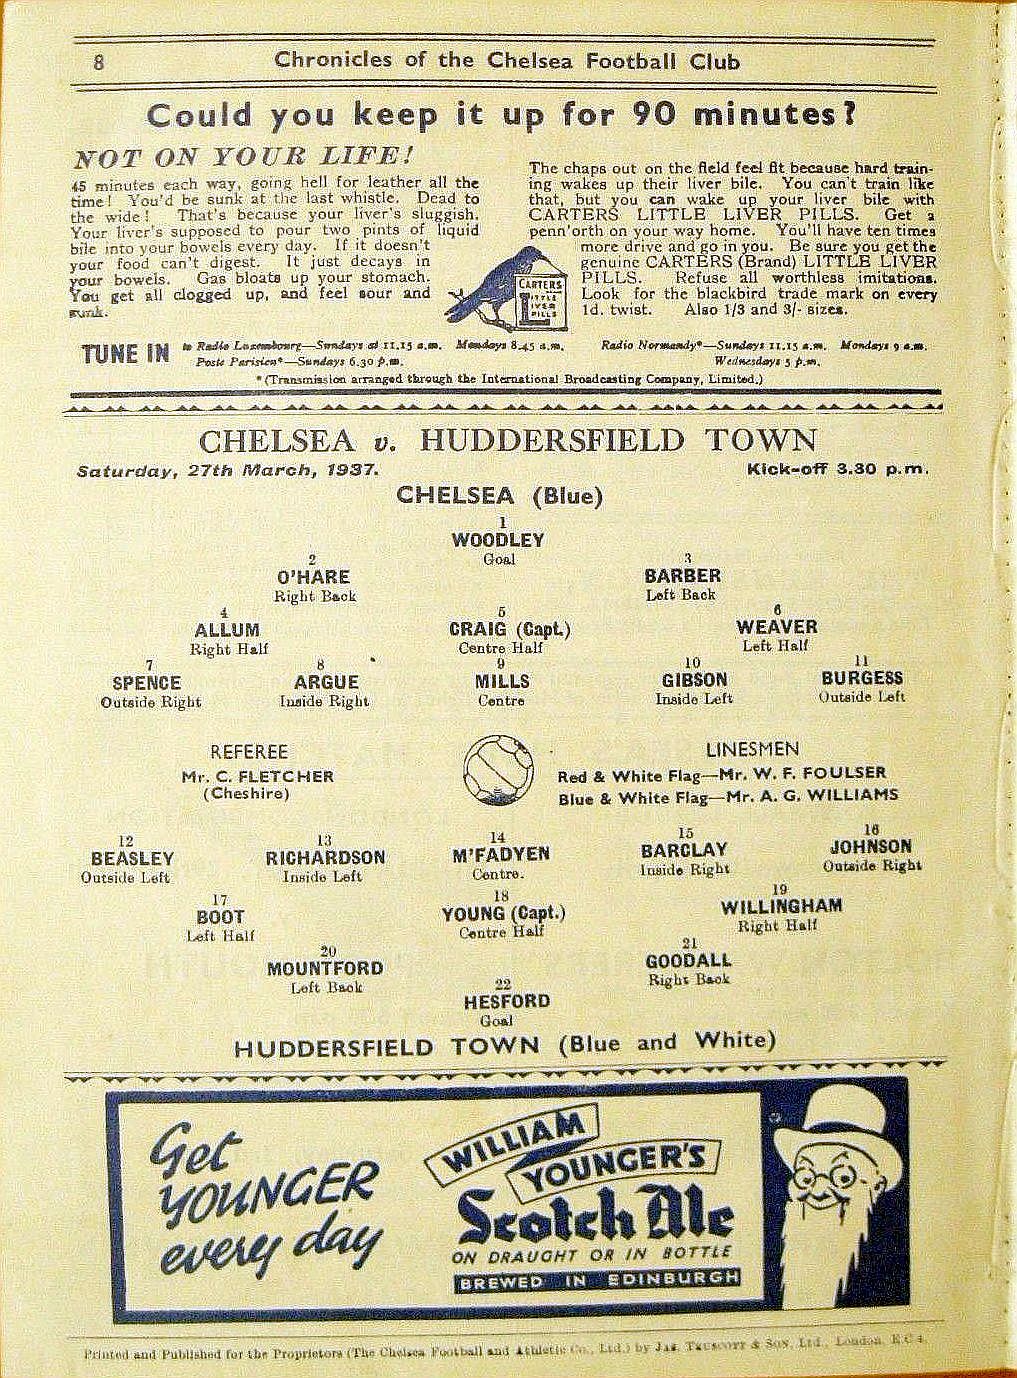 8
Chronicles of the Chelsea Football Club
Could you keep it up for 90 minutes?
NOT ON YOUR LIFE!
45 minutes each way, going hell for leather all the
time! You'd be sunk at the last whistle. Dead to
the wide! That's because your liver's sluggish.
Your liver's supposed to pour two pints of liquid
bile into your bowels every day. If it doesn't
your food can't digest. It just decays in
your bowels. Gas bloats up your stomach.
You get all clogged up, and feel sour and
sunk.
The chaps out on the field feel fit because hard train-
ing wakes up their liver bile. You can't train like
that, but you can wake up your liver bile with
CARTERS LITTLE LIVER PILLS. Get a
penn'orth on your way home. You'll have ten times
more drive and go in you. Be sure you get the
genuine CARTERS (Brand) LITTLE LIVER
PILLS. Refuse all worthless imitations.
Look for the blackbird trade mark on every
1d. twist. Also 1/3 and 3/- sizes.
CARTERS
LITTLE
LIVER
PILLS
TUNE IN
to Radio Luxembourg—Sundays at 11.15 a.m. Mondays 8.45 a.m.
Poste Parisien*—Sundays 6.30 p.m.
Radio Normandy*—Sundays 11.15 a.m. Mondays 9 a.m.
Wednesdays 5 p.m.
*(Transmission arranged through the International Broadcasting Company, Limited.)
CHELSEA v. HUDDERSFIELD TOWN
Saturday, 27th March, 1937.
Kick-off 3.30 p.m.
CHELSEA (Blue)
1
WOODLEY
Goal
2
O'HARE
Right Back
3
BARBER
Left Back
4
ALLUM
Right Half
5
CRAIG (Capt.)
Centre Half
6
WEAVER
Left Half
7
SPENCE
Outside Right
8
ARGUE
Inside Right
9
MILLS
Centre
10
GIBSON
Inside Left
11
BURGESS
Outside Left
REFEREE
Mr. C. FLETCHER
(Cheshire)
LINESMEN
Red & White Flag—Mr. W. F. FOULSER
Blue & White Flag—Mr. A. G. WILLIAMS
12
BEASLEY
Outside Left
13
RICHARDSON
Inside Left
14
M'FADYEN
Centre.
15
BARCLAY
Inside Right
16
JOHNSON
Outside Right
17
BOOT
Left Half
18
YOUNG (Capt.)
Centre Half
19
WILLINGHAM
Right Half
20
MOUNTFORD
Left Back
21
GOODALL
Right Back
22
HESFORD
Goal
HUDDERSFIELD TOWN (Blue and White)
Get
YOUNGER
every day
WILLIAM
YOUNGER'S
Scotch Ale
ON DRAUGHT OR IN BOTTLE
BREWED IN EDINBURGH
Printed and Published for the Proprietors (The Chelsea Football and Athletic Co., Ltd.) by JAS. TRUSCOTT & SON, Ltd., London, E.C.4.